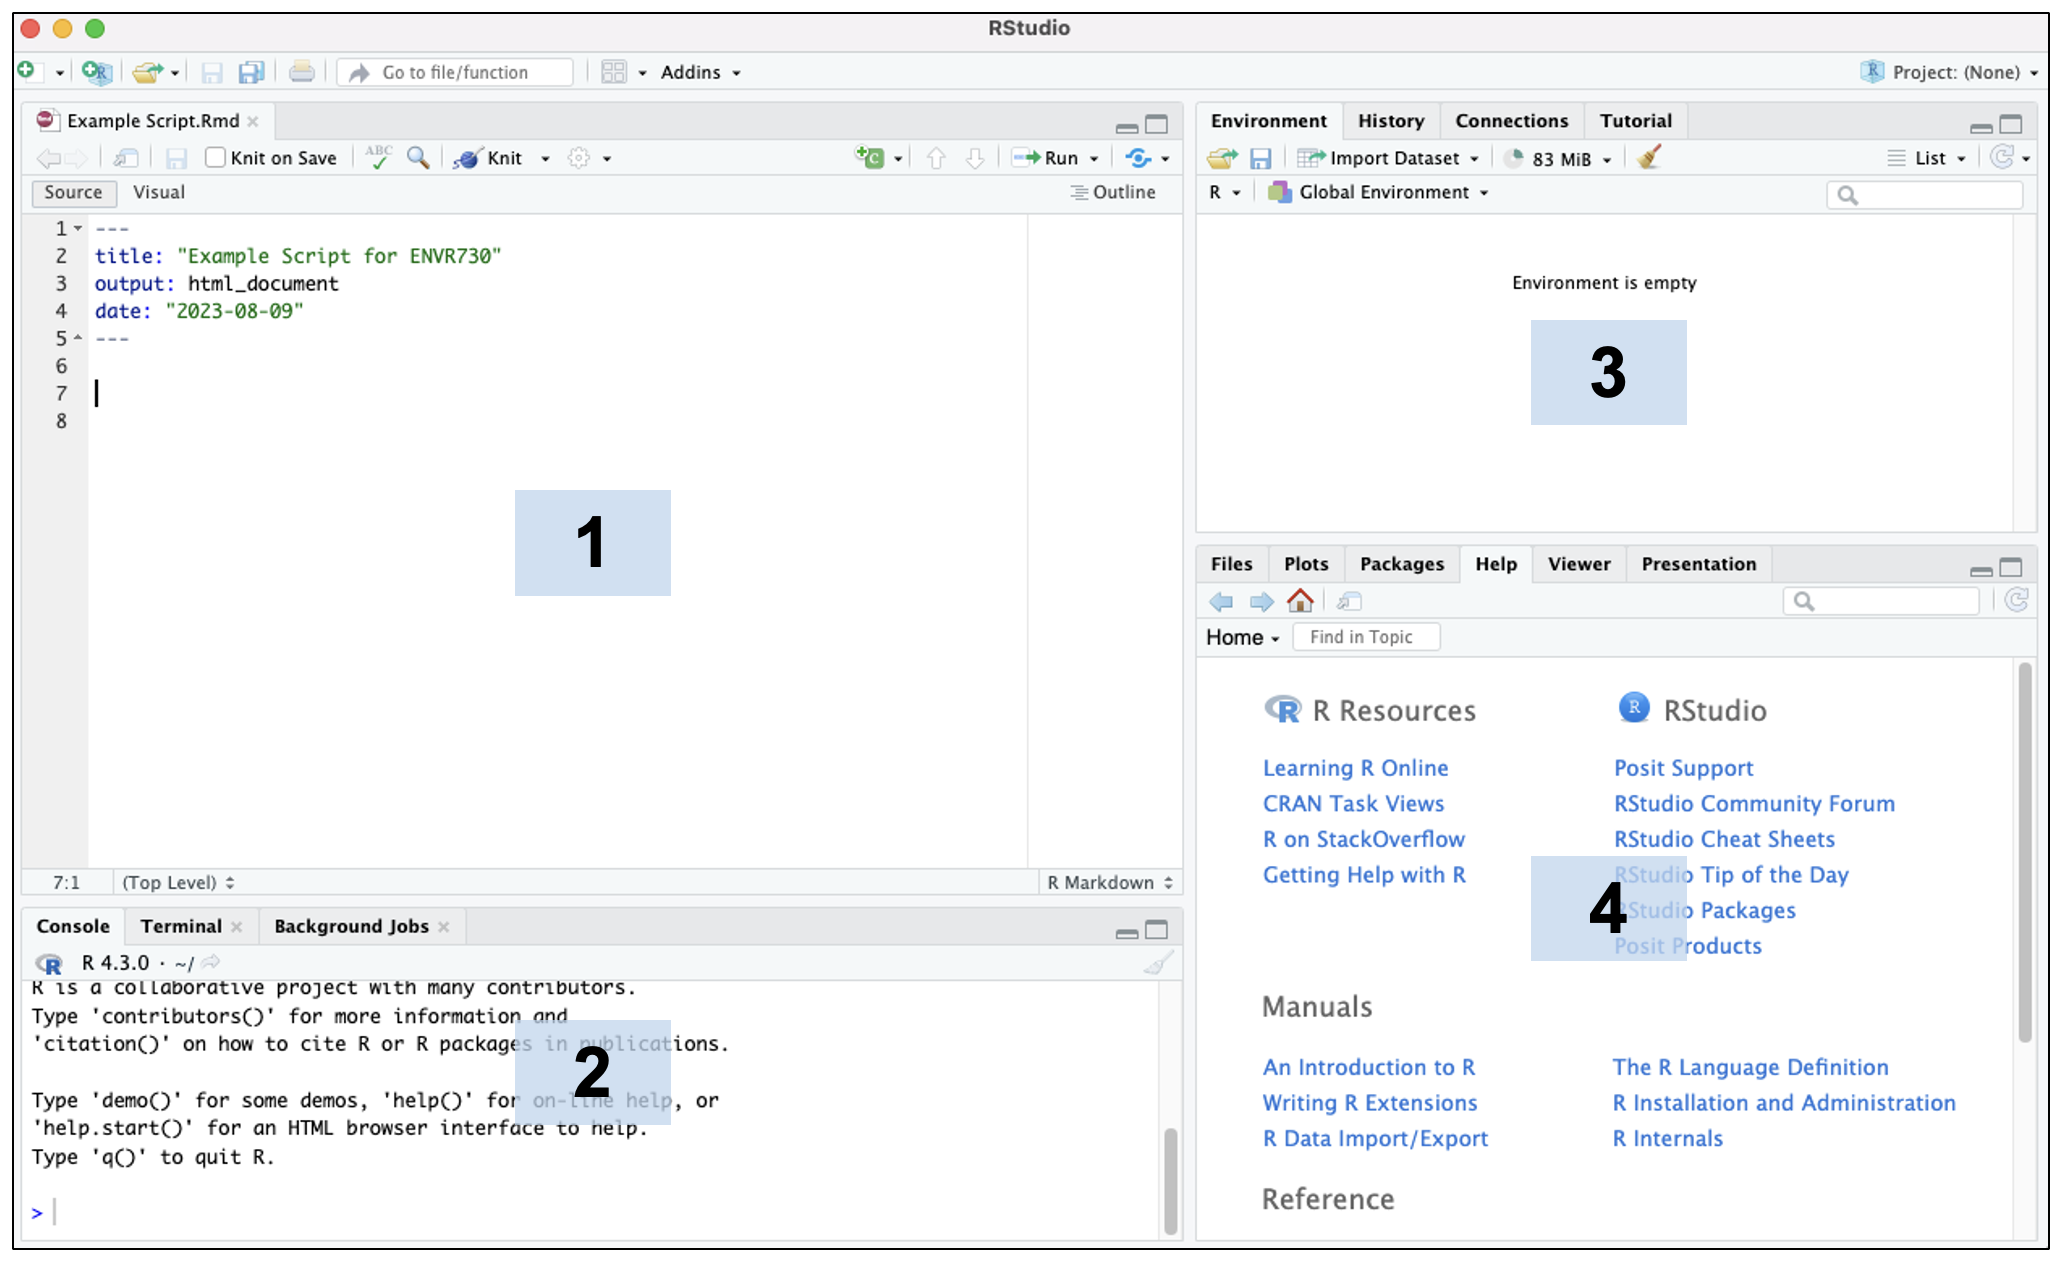 RStudio
Go to file/function
Addins
Project: (None)
Example Script.Rmd
Knit on Save
ABC
Knit
Run
Source
Visual
Outline
1 ---
2 title: "Example Script for ENVR730"
3 output: html_document
4 date: "2023-08-09"
5 ---
6
7
8
1
7:1
(Top Level)
R Markdown
Console
Terminal
Background Jobs
R 4.3.0 · ~/
R is a collaborative project with many contributors.
Type 'contributors()' for more information and
'citation()' on how to cite R or R packages in publications.
Type 'demo()' for some demos, 'help()' for on-line help, or
'help.start()' for an HTML browser interface to help.
Type 'q()' to quit R.
>
2
Environment
History
Connections
Tutorial
Import Dataset
83 MiB
List
R
Global Environment
Environment is empty
3
Files
Plots
Packages
Help
Viewer
Presentation
Home
Find in Topic
R Resources
Learning R Online
CRAN Task Views
R on StackOverflow
Getting Help with R
RStudio
Posit Support
RStudio Community Forum
RStudio Cheat Sheets
RStudio Tip of the Day
RStudio Packages
Posit Products
4
Manuals
An Introduction to R
Writing R Extensions
R Data Import/Export
The R Language Definition
R Installation and Administration
R Internals
Reference